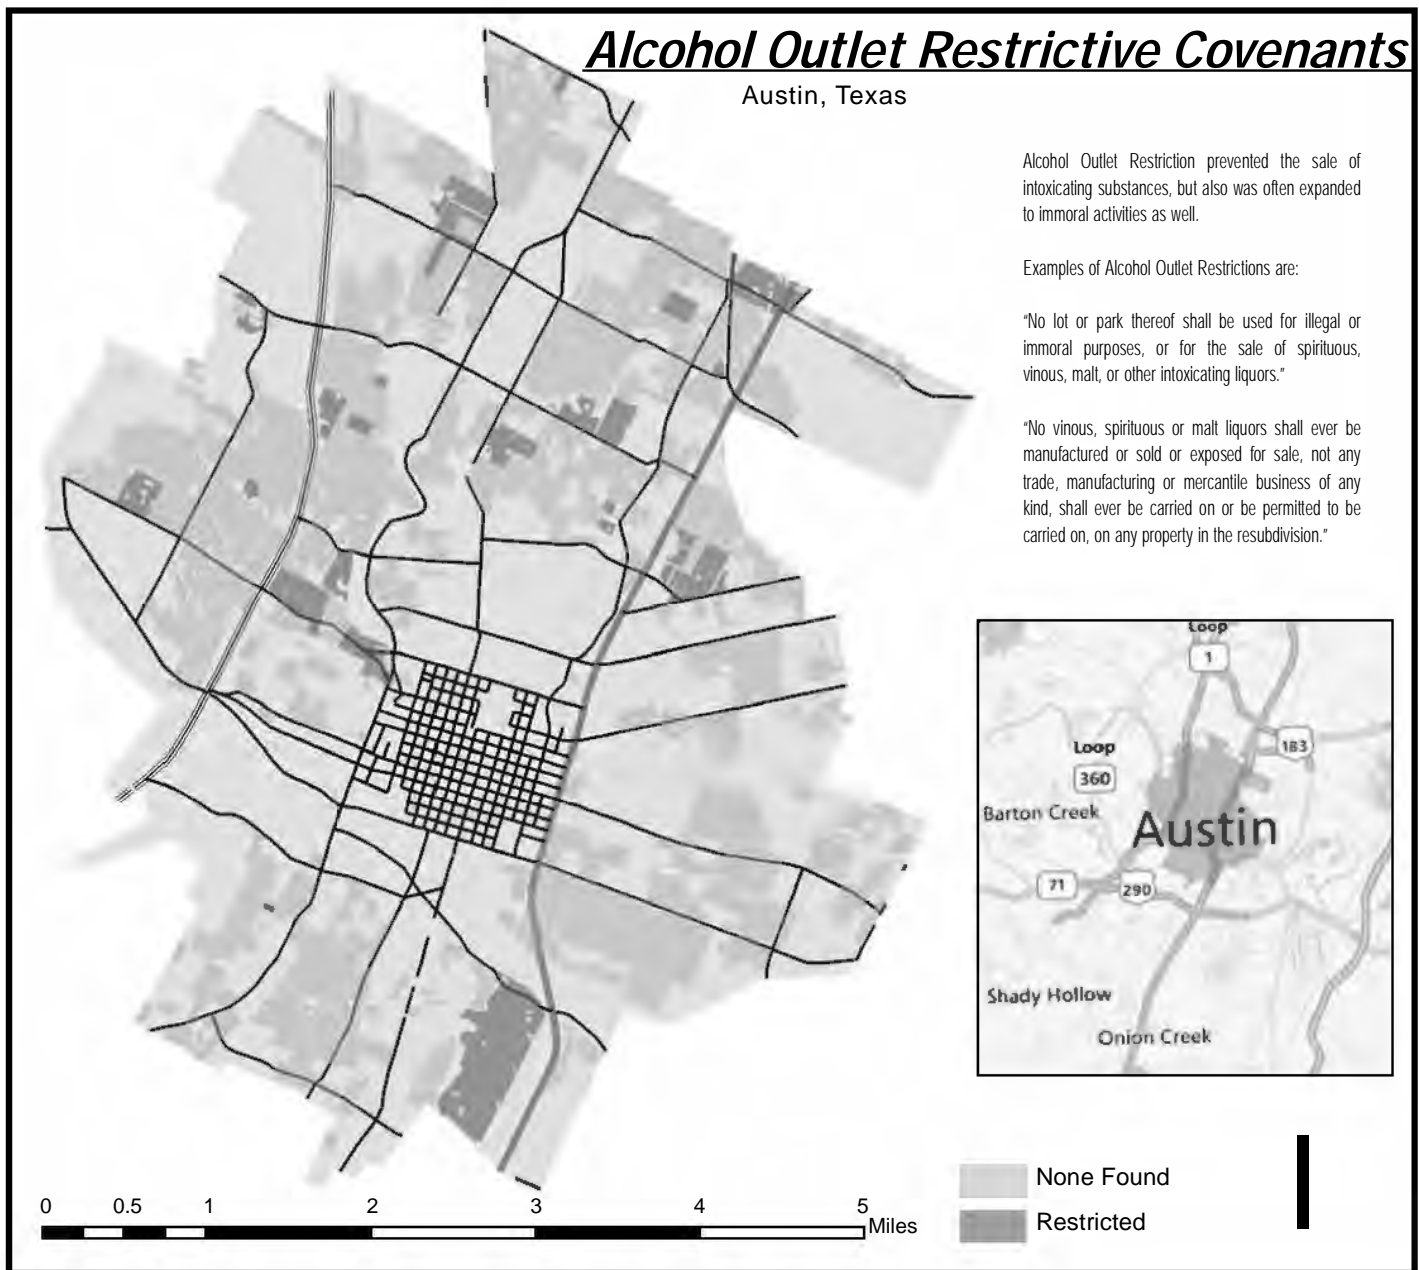 Alcohol Outlet Restrictive Covenants
Austin, Texas
Alcohol Outlet Restriction prevented the sale of
intoxicating substances, but also was often expanded
to immoral activities as well.
Examples of Alcohol Outlet Restrictions are:
“No lot or park thereof shall be used for illegal or
immoral purposes, or for the sale of spirituous,
vinous, malt, or other intoxicating liquors.”
“No vinous, spirituous or malt liquors shall ever be
manufactured or sold or exposed for sale, not any
trade, manufacturing or mercantile business of any
kind, shall ever be carried on or be permitted to be
carried on, on any property in the resubdivision.”
Loop
1
183
Loop
360
Barton Creek
Austin
71
290
Shady Hollow
Onion Creek
None Found
Restricted
0 0.5 1 2 3 4 5
Miles